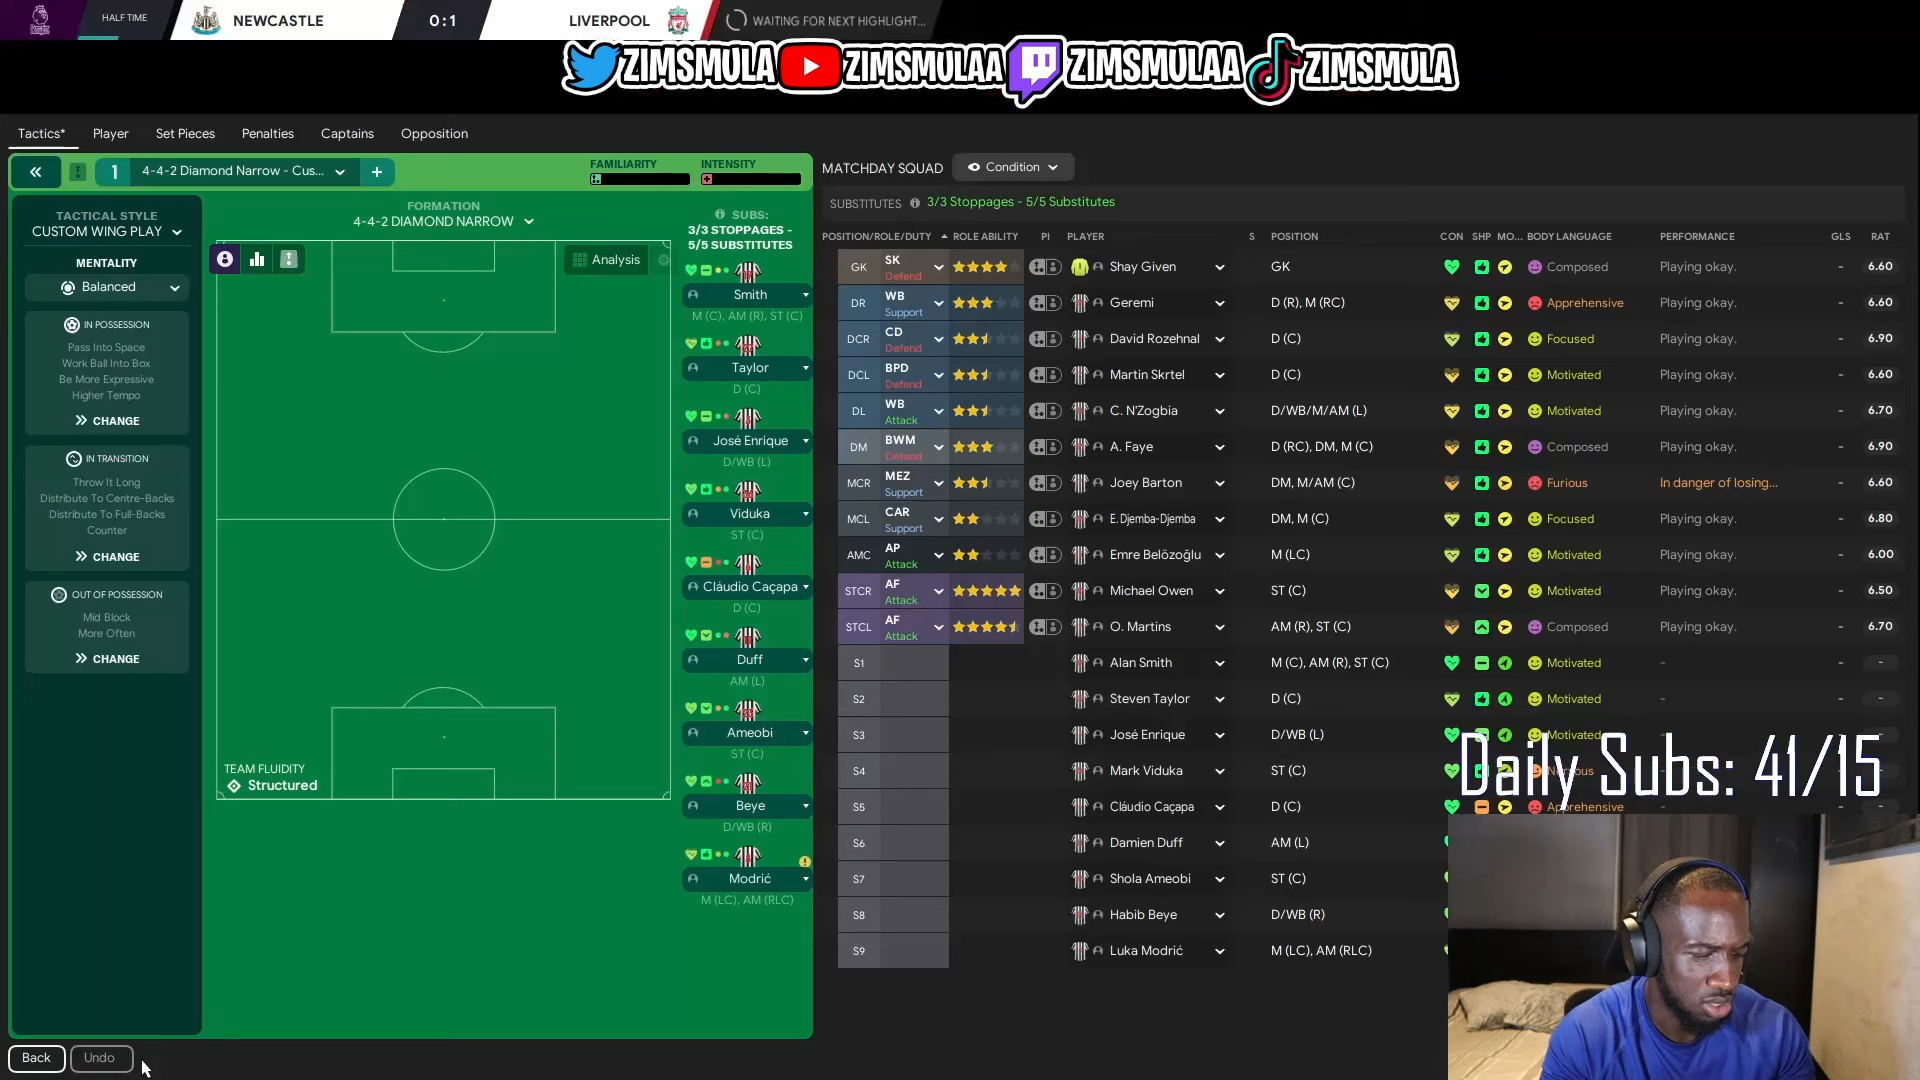 HALF TIME
NEWCASTLE
0 : 1
LIVERPOOL
WAITING FOR NEXT HIGHLIGHT...
ZIMSMULA ZIMSMULAA ZIMSMULAA ZIMSMULA
Tactics* Player Set Pieces Penalties Captains Opposition
1 4-4-2 Diamond Narrow - Cus...
FAMILIARITY INTENSITY
TACTICAL STYLE
CUSTOM WING PLAY
MENTALITY
Balanced
IN POSSESSION
Pass Into Space
Work Ball Into Box
Be More Expressive
Higher Tempo
CHANGE
IN TRANSITION
Throw It Long
Distribute To Centre-Backs
Distribute To Full-Backs
Counter
CHANGE
OUT OF POSSESSION
Mid Block
More Often
CHANGE
FORMATION
4-4-2 DIAMOND NARROW
Analysis
TEAM FLUIDITY
Structured
SUBS:
3/3 STOPPAGES -
5/5 SUBSTITUTES
Smith
M (C), AM (R), ST (C)
Taylor
D (C)
José Enrique
D/WB (L)
Viduka
ST (C)
Cláudio Caçapa
D (C)
Duff
AM (L)
Ameobi
ST (C)
Beye
D/WB (R)
Modrić
M (LC), AM (RLC)
MATCHDAY SQUAD Condition
SUBSTITUTES 3/3 Stoppages - 5/5 Substitutes
POSITION/ROLE/DUTY ROLE ABILITY PI PLAYER S POSITION CON SHP MO... BODY LANGUAGE PERFORMANCE GLS RAT
GK SK Defend Shay Given GK Composed Playing okay. - 6.60
DR WB Support Geremi D (R), M (RC) Apprehensive Playing okay. - 6.60
DCR CD Defend David Rozehnal D (C) Focused Playing okay. - 6.90
DCL BPD Defend Martin Skrtel D (C) Motivated Playing okay. - 6.60
DL WB Attack C. N'Zogbia D/WB/M/AM (L) Motivated Playing okay. - 6.70
DM BWM Defend A. Faye D (RC), DM, M (C) Composed Playing okay. - 6.90
MCR MEZ Support Joey Barton DM, M/AM (C) Furious In danger of losing... - 6.60
MCL CAR Support E. Djemba-Djemba DM, M (C) Focused Playing okay. - 6.80
AMC AP Attack Emre Belözoğlu M (LC) Motivated Playing okay. - 6.00
STCR AF Attack Michael Owen ST (C) Motivated Playing okay. - 6.50
STCL AF Attack O. Martins AM (R), ST (C) Composed Playing okay. - 6.70
S1 Alan Smith M (C), AM (R), ST (C) Motivated - - -
S2 Steven Taylor D (C) Motivated - - -
S3 José Enrique D/WB (L) Motivated
S4 Mark Viduka ST (C) Nervous
S5 Cláudio Caçapa D (C) Apprehensive
S6 Damien Duff AM (L)
S7 Shola Ameobi ST (C)
S8 Habib Beye D/WB (R)
S9 Luka Modrić M (LC), AM (RLC)
Daily Subs: 41/15
Back Undo